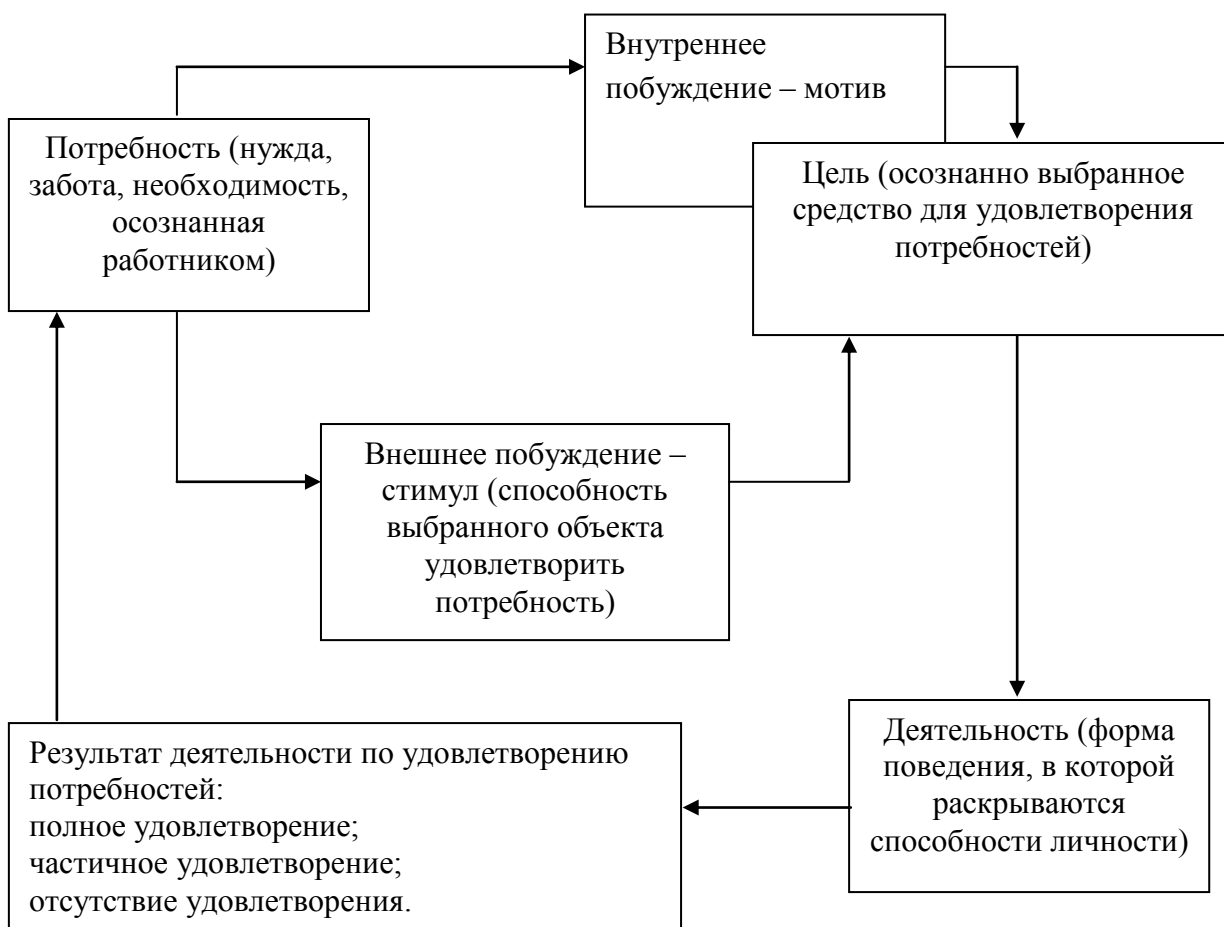 Внутреннее
побуждение – мотив
Потребность (нужда,
забота, необходимость,
осознанная
работником)
Цель (осознанно выбранное
средство для удовлетворения
потребностей)
Внешнее побуждение –
стимул (способность
выбранного объекта
удовлетворить
потребность)
Деятельность (форма
поведения, в которой
раскрываются
способности личности)
Результат деятельности по удовлетворению
потребностей:
полное удовлетворение;
частичное удовлетворение;
отсутствие удовлетворения.